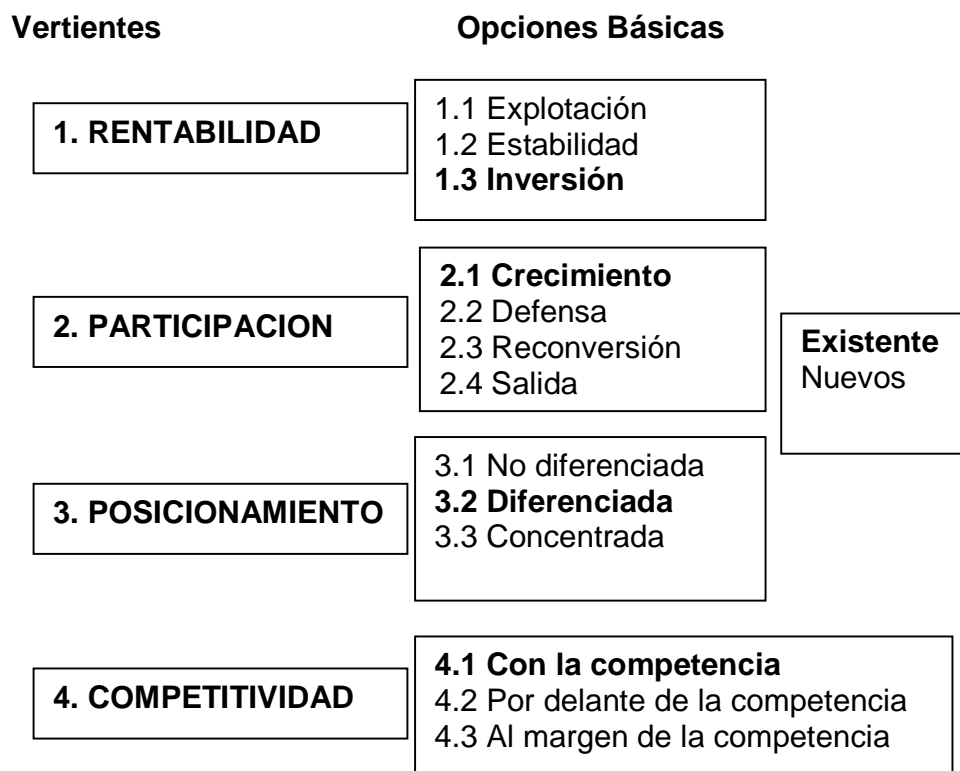 Vertientes
Opciones Básicas
1. RENTABILIDAD
1.1 Explotación
1.2 Estabilidad
1.3 Inversión
2. PARTICIPACION
2.1 Crecimiento
2.2 Defensa
2.3 Reconversión
2.4 Salida
Existente
Nuevos
3. POSICIONAMIENTO
3.1 No diferenciada
3.2 Diferenciada
3.3 Concentrada
4. COMPETITIVIDAD
4.1 Con la competencia
4.2 Por delante de la competencia
4.3 Al margen de la competencia